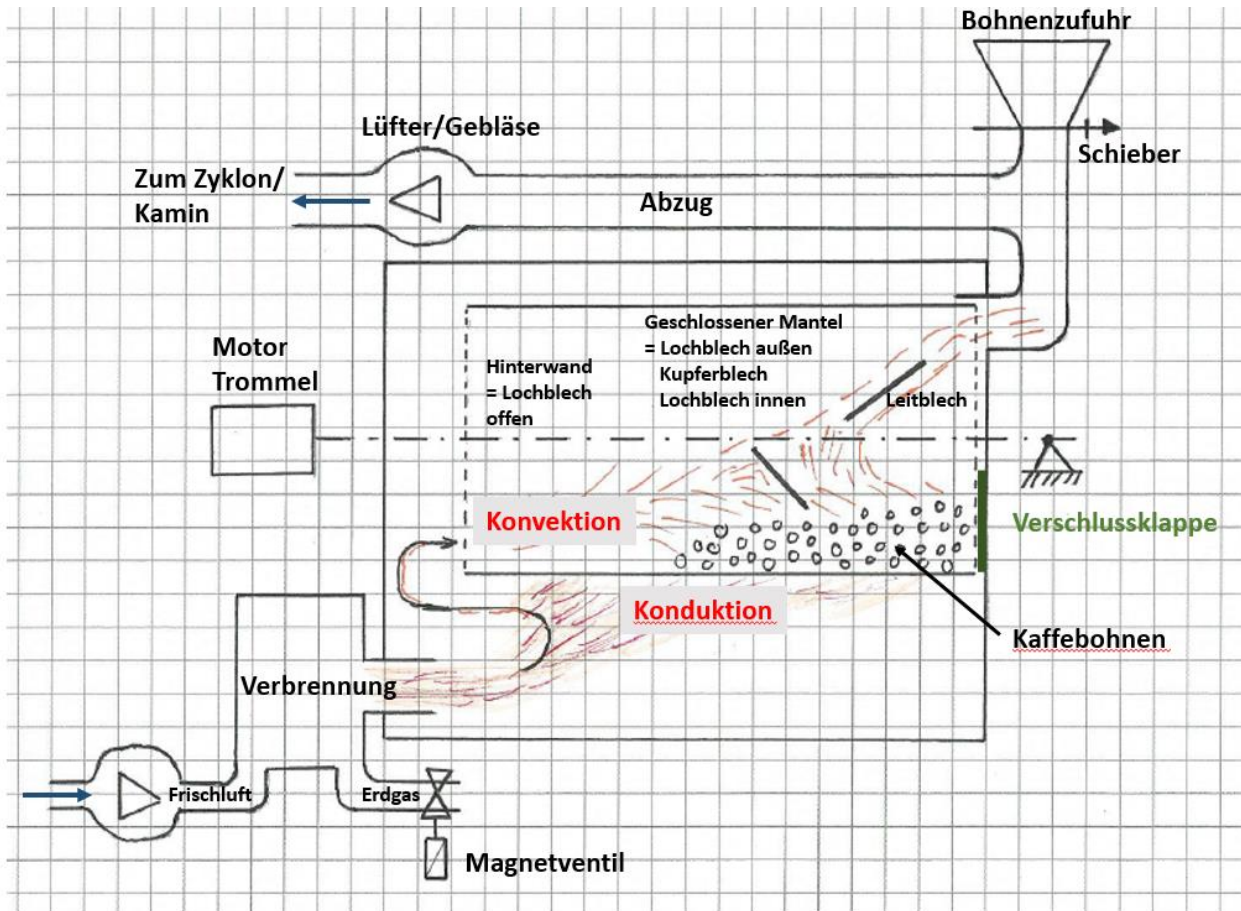 Bohnenzufuhr
Lüfter/Gebläse
Schieber
Zum Zyklon/
Kamin
Abzug
Motor
Trommel
Hinterwand
= Lochblech
offen
Geschlossener Mantel
= Lochblech außen
Kupferblech
Lochblech innen
Leitblech
Konvektion
Verschlussklappe
Konduktion
Kaffebohnen
Verbrennung
Frischluft
Erdgas
Magnetventil